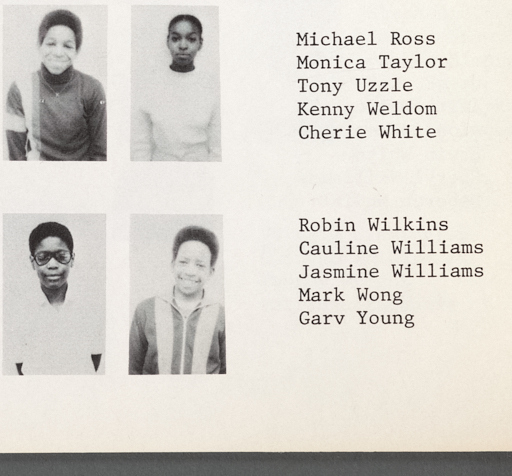 Michael Ross
Monica Taylor
Tony Uzzle
Kenny Weldom
Cherie White
Robin Wilkins
Cauline Williams
Jasmine Williams
Mark Wong
Garv Young